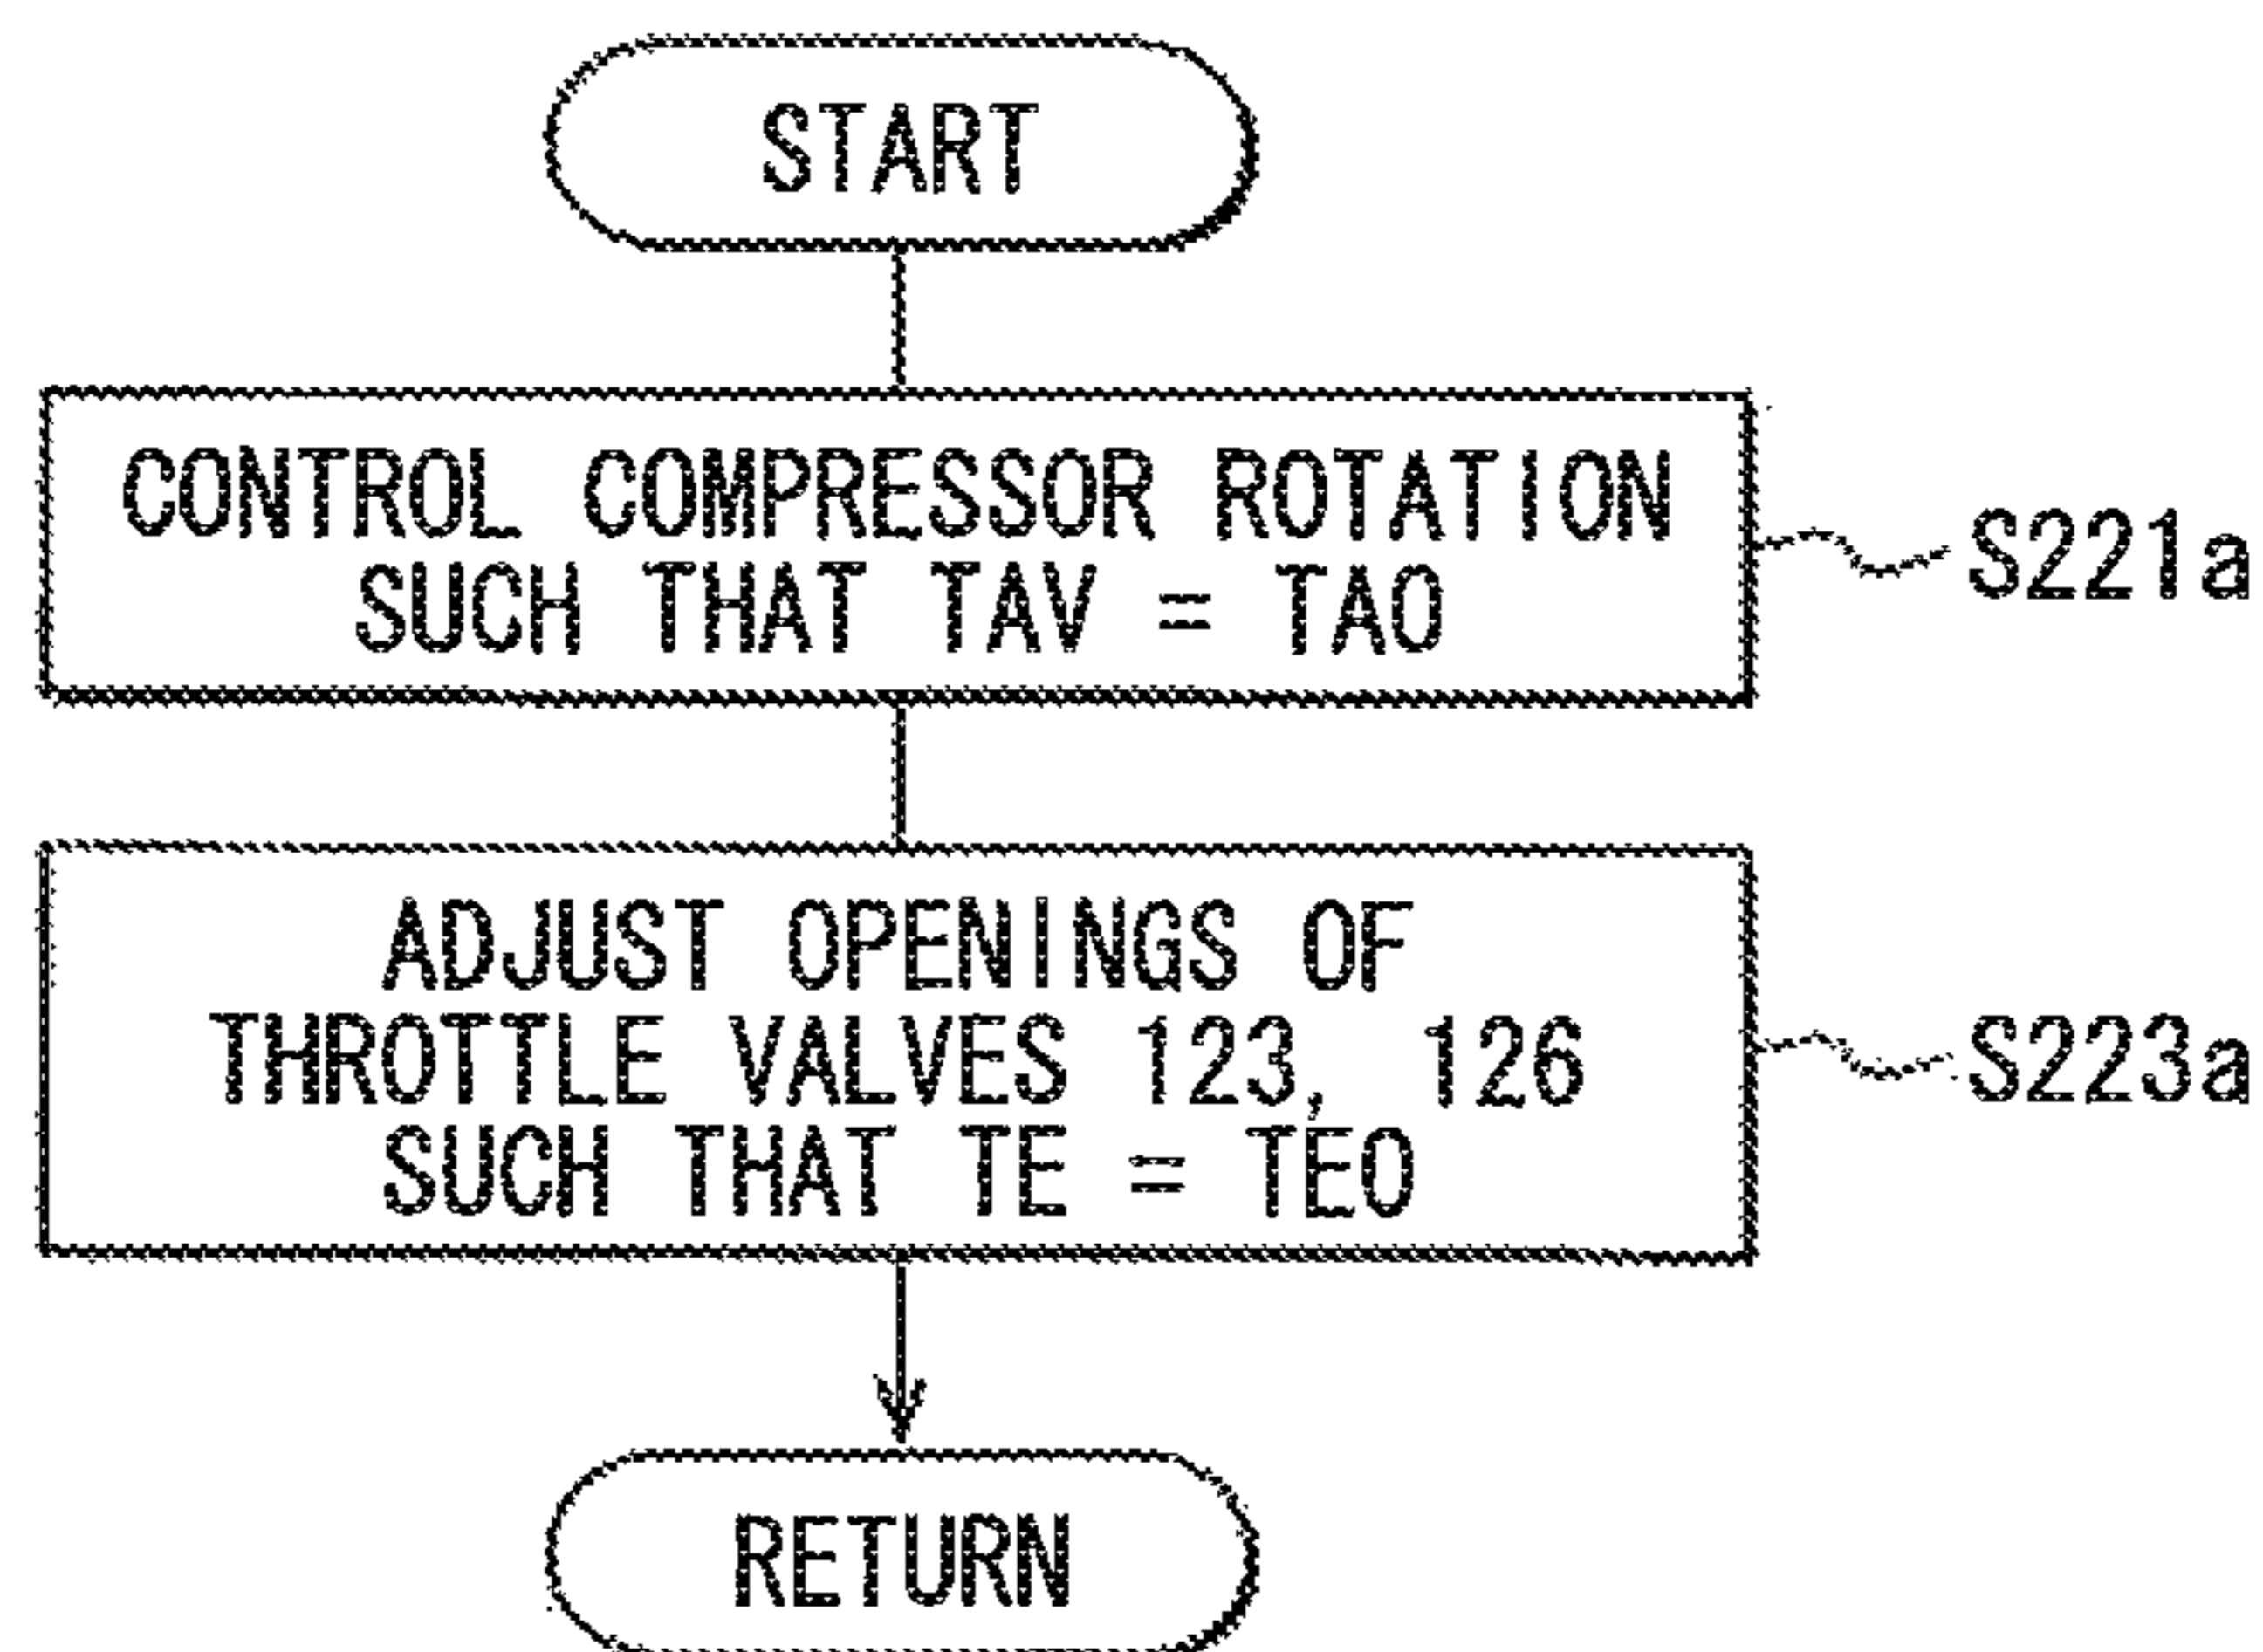 START
CONTROL COMPRESSOR ROTATION
SUCH THAT TAV = TAO
S221a
ADJUST OPENINGS OF
THROTTLE VALVES 123, 126
SUCH THAT TE = TEO
S223a
RETURN